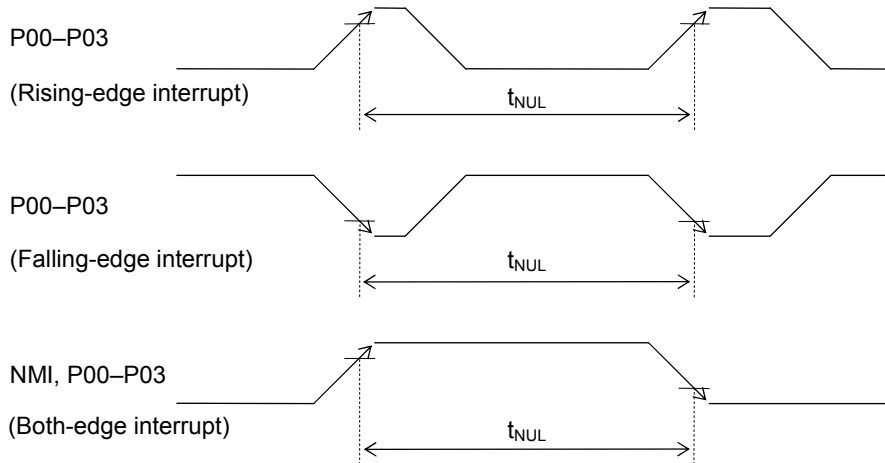 P00–P03
(Rising-edge interrupt)
tNUL
P00–P03
(Falling-edge interrupt)
tNUL
NMI, P00–P03
(Both-edge interrupt)
tNUL